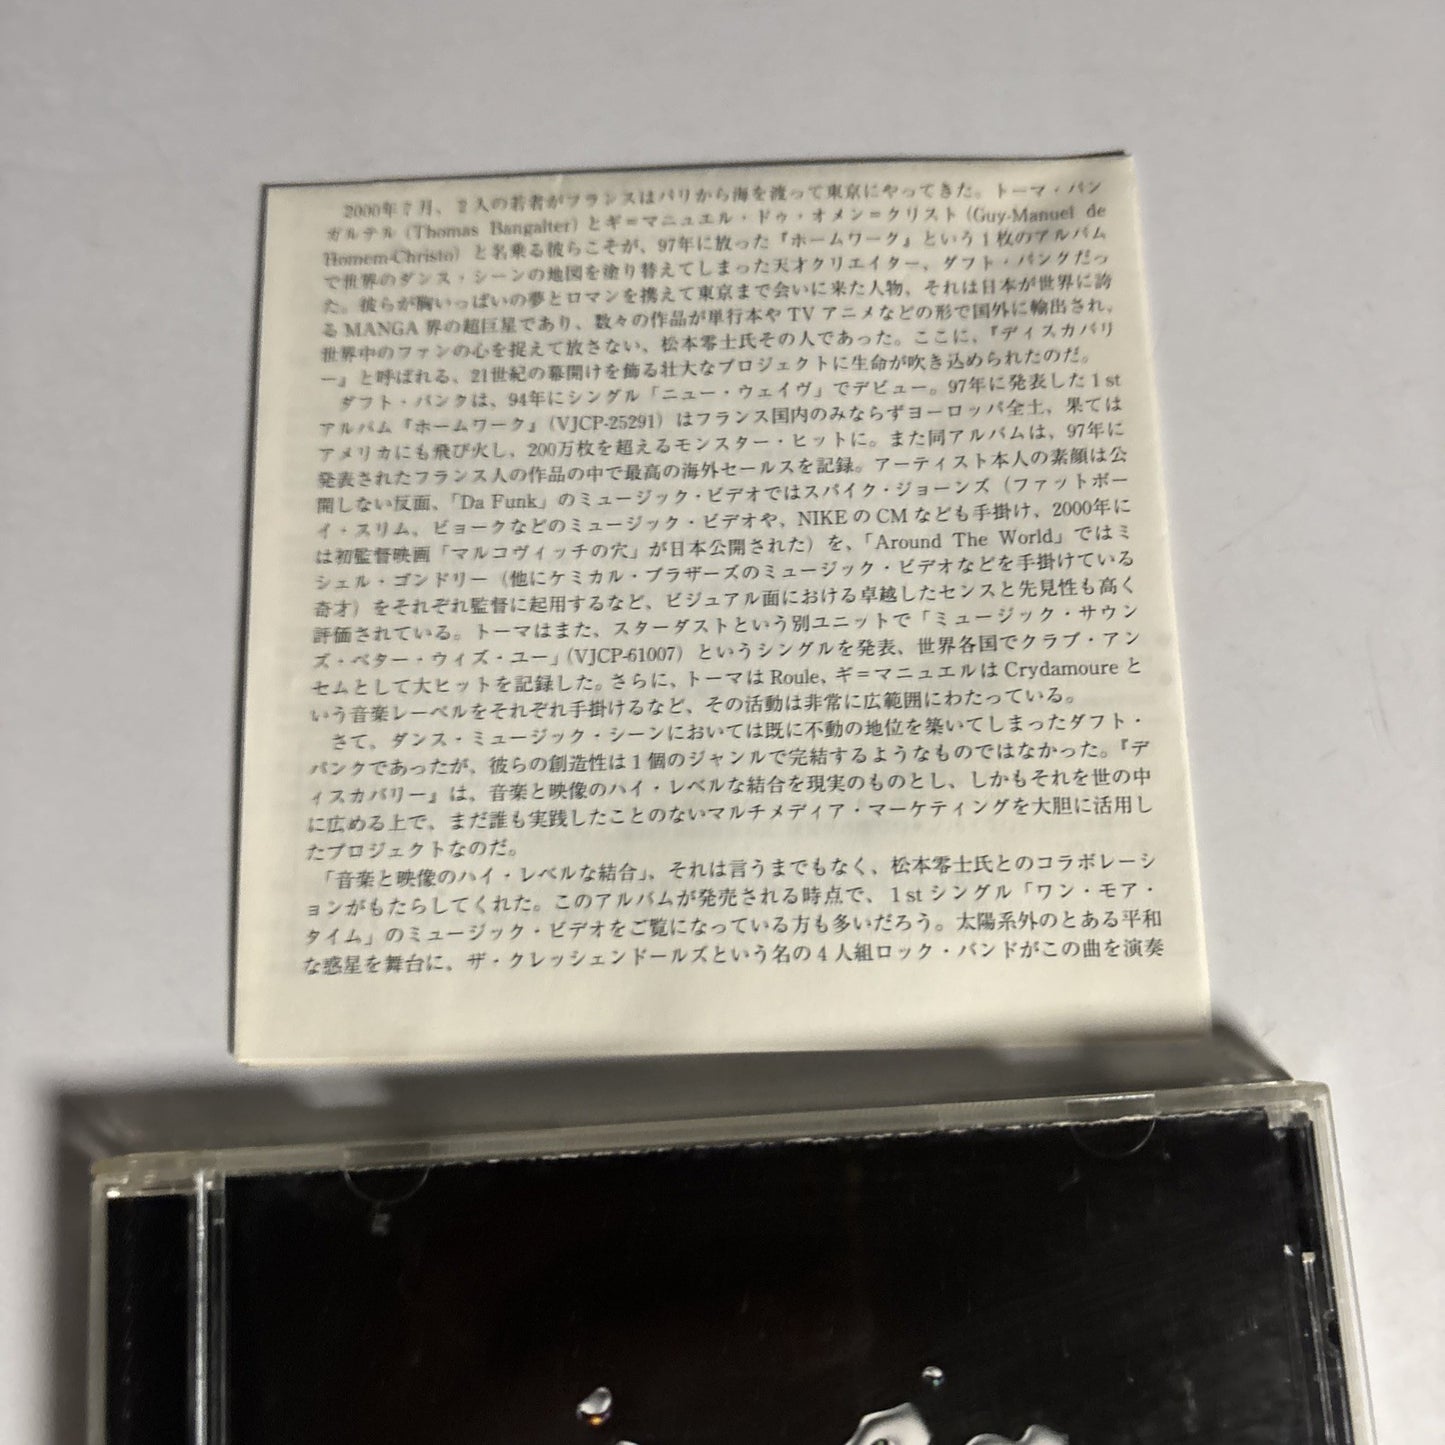 2000年7月、2人の若者がフランスはパリから海を渡って東京にやってきた。トーマ・バン
ガルテル (Thomas Bangalter) とギ＝マニュエル・ドゥ・オメン＝クリスト (Guy-Manuel de
Homem-Christo) と名乗る彼らこそが、97年に放った『ホームワーク』という1枚のアルバム
で世界のダンス・シーンの地図を塗り替えてしまった天才クリエイター、ダフト・パンクだっ
た。彼らが胸いっぱいの夢とロマンを携えて東京まで会いに来た人物、それは日本が世界に誇
る MANGA 界の超巨星であり、数々の作品が単行本や TV アニメなどの形で国外に輸出され、
世界中のファンの心を捉えて放さない、松本零士氏その人であった。ここに、『ディスカバリ
ー』と呼ばれる、21世紀の幕開けを飾る壮大なプロジェクトに生命が吹き込められたのだ。
ダフト・パンクは、94年にシングル「ニュー・ウェイヴ」でデビュー。97年に発表した1st
アルバム『ホームワーク』(VJCP-25291) はフランス国内のみならずヨーロッパ全土、果ては
アメリカにも飛び火し、200万枚を超えるモンスター・ヒットに。また同アルバムは、97年に
発表されたフランス人の作品の中で最高の海外セールスを記録。アーティスト本人の素顔は公
開しない反面、「Da Funk」のミュージック・ビデオではスパイク・ジョーンズ（ファットボー
イ・スリム、ビョークなどのミュージック・ビデオや、NIKE の CM なども手掛け、2000年に
は初監督映画「マルコヴィッチの穴」が日本公開された）を、「Around The World」ではミ
シェル・ゴンドリー（他にケミカル・ブラザーズのミュージック・ビデオなどを手掛けている
奇才）をそれぞれ監督に起用するなど、ビジュアル面における卓越したセンスと先見性も高く
評価されている。トーマはまた、スターダストという別ユニットで「ミュージック・サウン
ズ・ベター・ウィズ・ユー」(VJCP-61007) というシングルを発表、世界各国でクラブ・アン
セムとして大ヒットを記録した。さらに、トーマは Roule、ギ＝マニュエルは Crydamoure と
いう音楽レーベルをそれぞれ手掛けるなど、その活動は非常に広範囲にわたっている。
さて、ダンス・ミュージック・シーンにおいては既に不動の地位を築いてしまったダフト・
パンクであったが、彼らの創造性は1個のジャンルで完結するようなものではなかった。『デ
ィスカバリー』は、音楽と映像のハイ・レベルな結合を現実のものとし、しかもそれを世の中
に広める上で、まだ誰も実践したことのないマルチメディア・マーケティングを大胆に活用し
たプロジェクトなのだ。
「音楽と映像のハイ・レベルな結合」、それは言うまでもなく、松本零士氏とのコラボレーシ
ョンがもたらしてくれた。このアルバムが発売される時点で、1st シングル「ワン・モア・
タイム」のミュージック・ビデオをご覧になっている方も多いだろう。太陽系外のとある平和
な惑星を舞台に、ザ・クレッシェンドールズという名の4人組ロック・バンドがこの曲を演奏